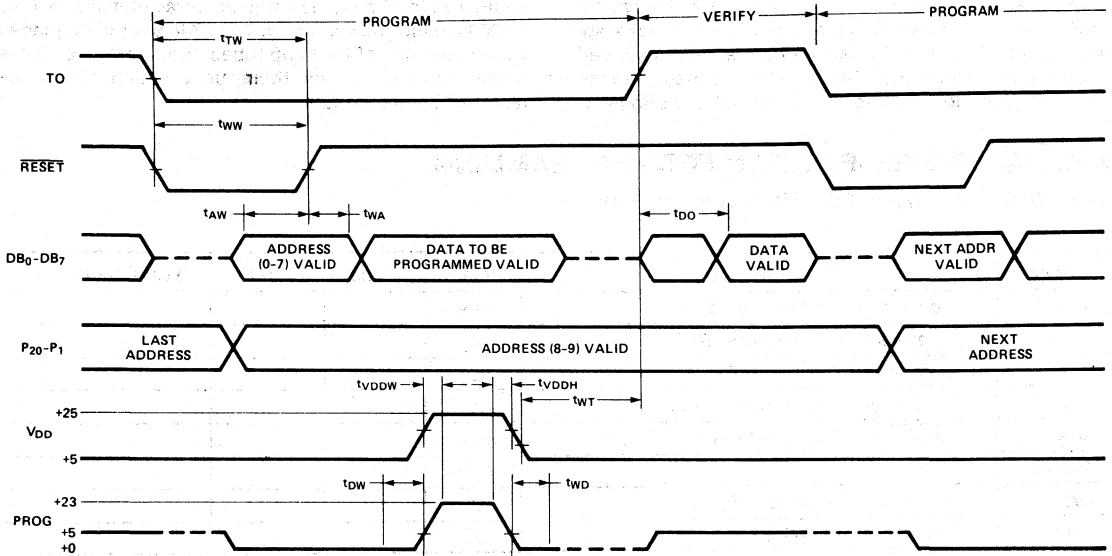 PROGRAM VERIFY PROGRAM
tTW
TO
tWW
RESET
tAW tWA tDO
DB0-DB7
ADDRESS
(0-7) VALID
DATA TO BE
PROGRAMMED VALID
DATA
VALID
NEXT ADDR
VALID
P20-P1
LAST
ADDRESS
ADDRESS (8-9) VALID
NEXT
ADDRESS
tVDDW tVDDH
tWT
+25
VDD
+5
tDW tWD
+23
PROG
+5
+0